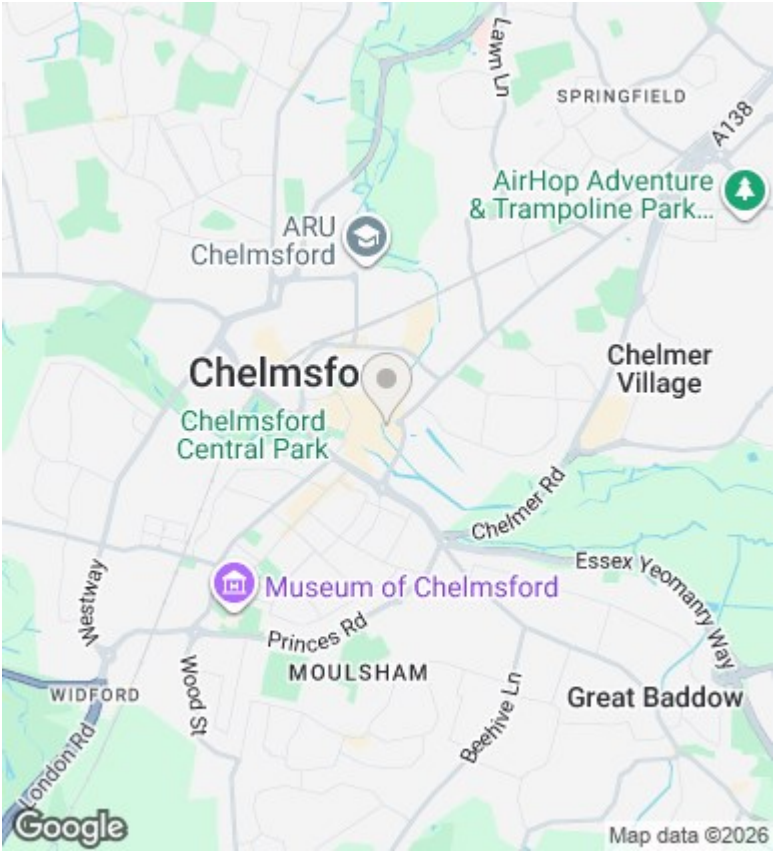 Lawn Ln
SPRINGFIELD
A138
AirHop Adventure
& Trampoline Park...
ARU
Chelmsford
Chelmsfo
Chelmer
Village
Chelmsford
Central Park
Chelmer Rd
Essex Yeomanry Way
Westway
Museum of Chelmsford
Princes Rd
MOULSHAM
Wood St
WIDFORD
Beehive Ln
Great Baddow
London Rd
Google
Map data ©2026